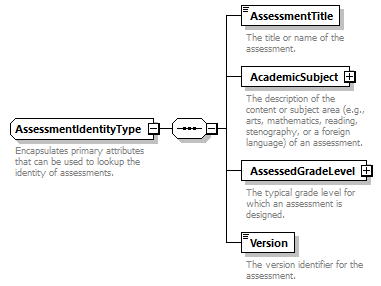 AssessmentTitle
The title or name of the
assessment.
AcademicSubject
The description of the
content or subject area (e.g.,
arts, mathematics, reading,
stenography, or a foreign
language) of an assessment.
AssessmentIdentityType
Encapsulates primary attributes
that can be used to lookup the
identity of assessments.
AssessedGradeLevel
The typical grade level for
which an assessment is
designed.
Version
The version identifier for the
assessment.